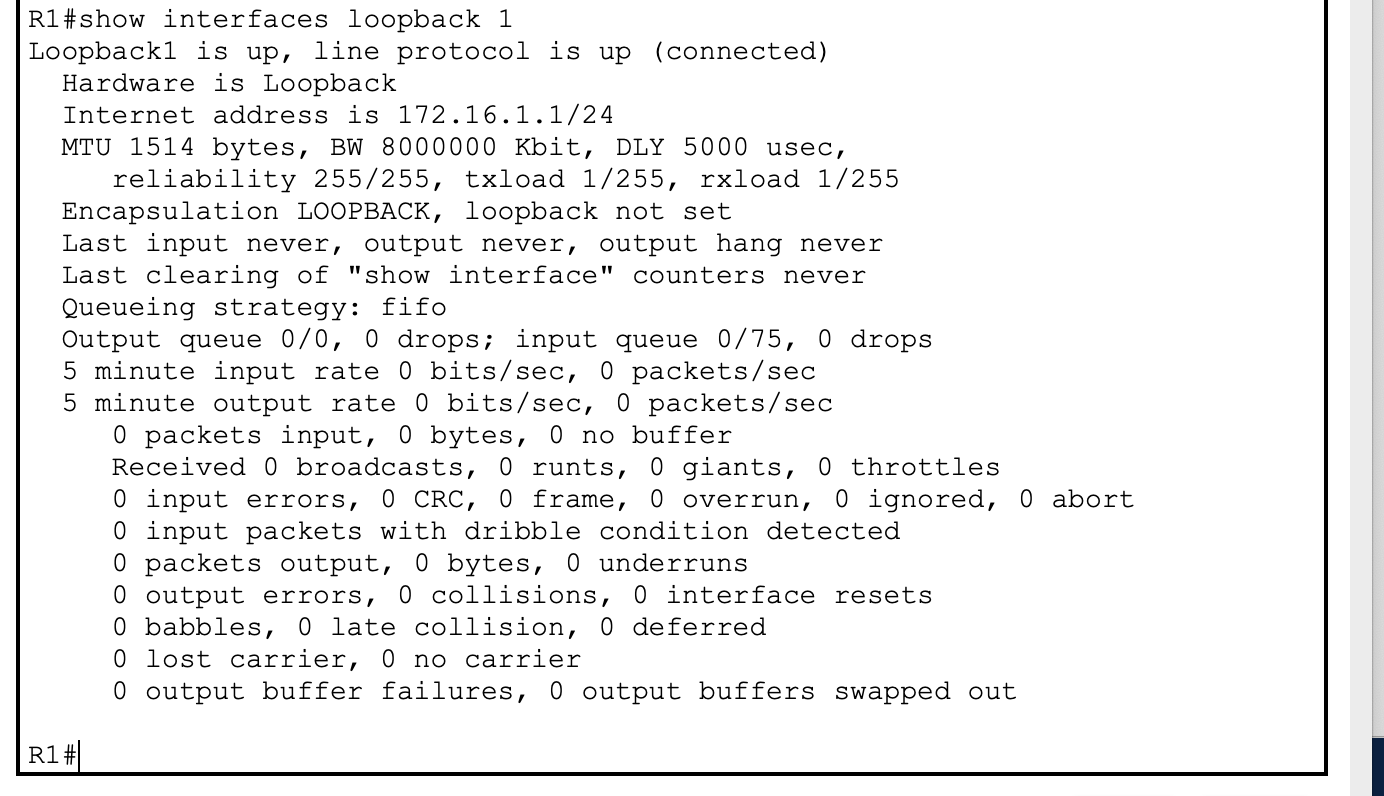 R1#show interfaces loopback 1
Loopback1 is up, line protocol is up (connected)
Hardware is Loopback
Internet address is 172.16.1.1/24
MTU 1514 bytes, BW 8000000 Kbit, DLY 5000 usec,
reliability 255/255, txload 1/255, rxload 1/255
Encapsulation LOOPBACK, loopback not set
Last input never, output never, output hang never
Last clearing of "show interface" counters never
Queueing strategy: fifo
Output queue 0/0, 0 drops; input queue 0/75, 0 drops
5 minute input rate 0 bits/sec, 0 packets/sec
5 minute output rate 0 bits/sec, 0 packets/sec
0 packets input, 0 bytes, 0 no buffer
Received 0 broadcasts, 0 runts, 0 giants, 0 throttles
0 input errors, 0 CRC, 0 frame, 0 overrun, 0 ignored, 0 abort
0 input packets with dribble condition detected
0 packets output, 0 bytes, 0 underruns
0 output errors, 0 collisions, 0 interface resets
0 babbles, 0 late collision, 0 deferred
0 lost carrier, 0 no carrier
0 output buffer failures, 0 output buffers swapped out
R1#